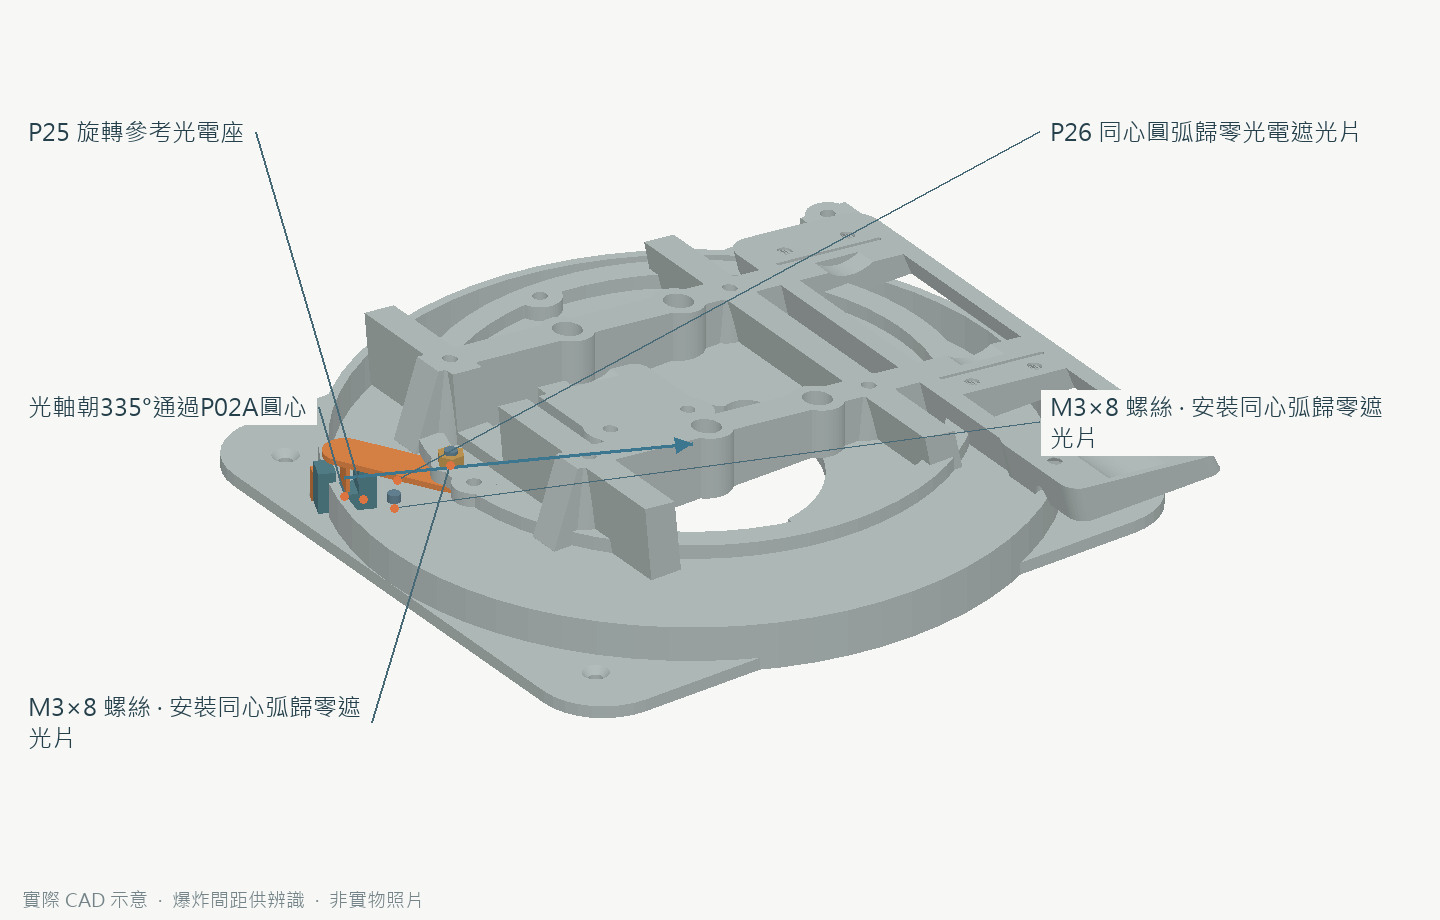 P25 旋轉參考光電座
P26 同心圓弧歸零光電遮光片
光軸朝335°通過P02A圓心
M3×8 螺絲 · 安裝同心弧歸零遮
光片
M3×8 螺絲 · 安裝同心弧歸零遮
光片
實際 CAD 示意 · 爆炸間距供辨識 · 非實物照片